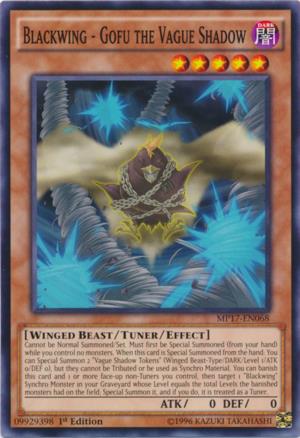 BLACKWING - GOFU THE VAGUE SHADOW
DARK
闇
MP17-EN068
[WINGED BEAST/TUNER/EFFECT]
Cannot be Normal Summoned/Set. Must first be Special Summoned (from your hand)
while you control no monsters. When this card is Special Summoned from the hand: You
can Special Summon 2 "Vague Shadow Tokens" (Winged Beast-Type/DARK/Level 1/ATK
0/DEF 0), but they cannot be Tributed or be used as Synchro Material. You can banish
this card and 1 or more face-up non-Tuners you control, then target 1 "Blackwing"
Synchro Monster in your Graveyard whose Level equals the total Levels the banished
monsters had on the field; Special Summon it, and if you do, it is treated as a Tuner.
ATK/ 0 DEF/ 0
09929398 1st Edition ©1996 KAZUKI TAKAHASHI